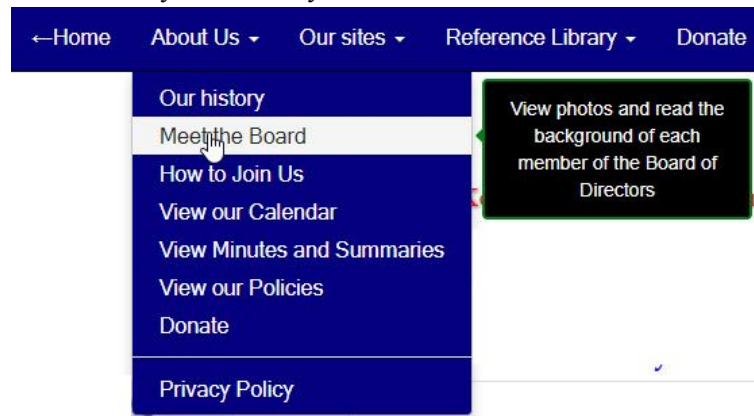 ←Home About Us Our sites Reference Library Donate
Our history
Meet the Board
How to Join Us
View our Calendar
View Minutes and Summaries
View our Policies
Donate
Privacy Policy
View photos and read the
background of each
member of the Board of
Directors